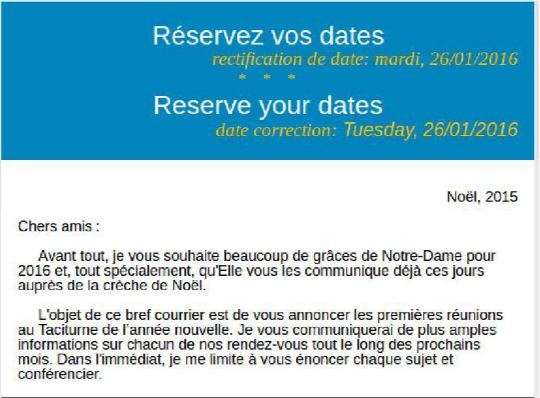 Réservez vos dates
rectification de date: mardi, 26/01/2016
* * *
Reserve your dates
date correction: Tuesday, 26/01/2016
Noël, 2015
Chers amis :
Avant tout, je vous souhaite beaucoup de grâces de Notre-Dame pour
2016 et, tout spécialement, qu'Elle vous les communique déjà ces jours
auprès de la crèche de Noël.
L'objet de ce bref courrier est de vous annoncer les premières réunions
au Taciturne de l'année nouvelle. Je vous communiquerai de plus amples
informations sur chacun de nos rendez-vous tout le long des prochains
mois. Dans l'immédiat, je me limite à vous énoncer chaque sujet et
conférencier.